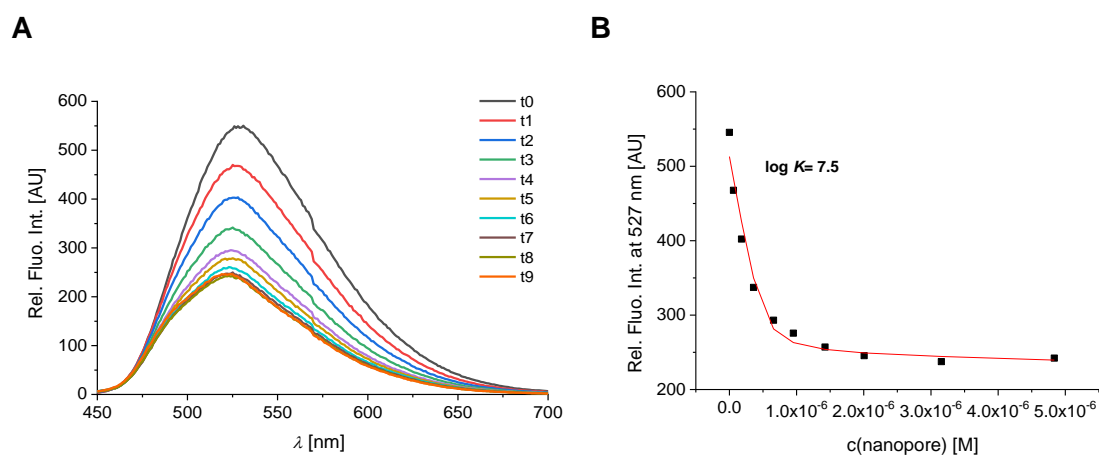 A
B
Rel. Fluo. Int. [AU]
600
500
400
300
200
100
0
450
500
550
600
650
700
λ [nm]
t0
t1
t2
t3
t4
t5
t6
t7
t8
t9
Rel. Fluo. Int. at 527 nm [AU]
600
500
400
300
200
log K= 7.5
0.0
1.0x10⁻⁶
2.0x10⁻⁶
3.0x10⁻⁶
4.0x10⁻⁶
5.0x10⁻⁶
c(nanopore) [M]